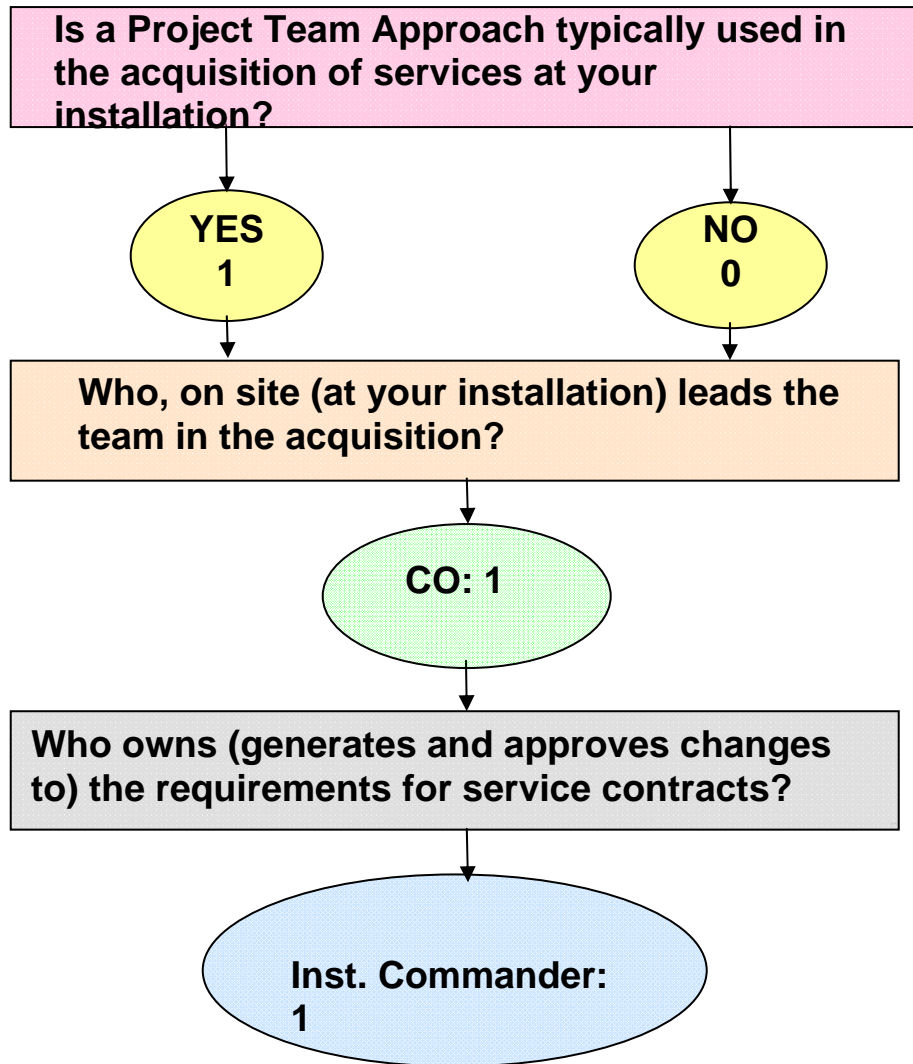 Is a Project Team Approach typically used in
the acquisition of services at your
installation?
YES
1
NO
0
Who, on site (at your installation) leads the
team in the acquisition?
CO: 1
Who owns (generates and approves changes
to) the requirements for service contracts?
Inst. Commander:
1